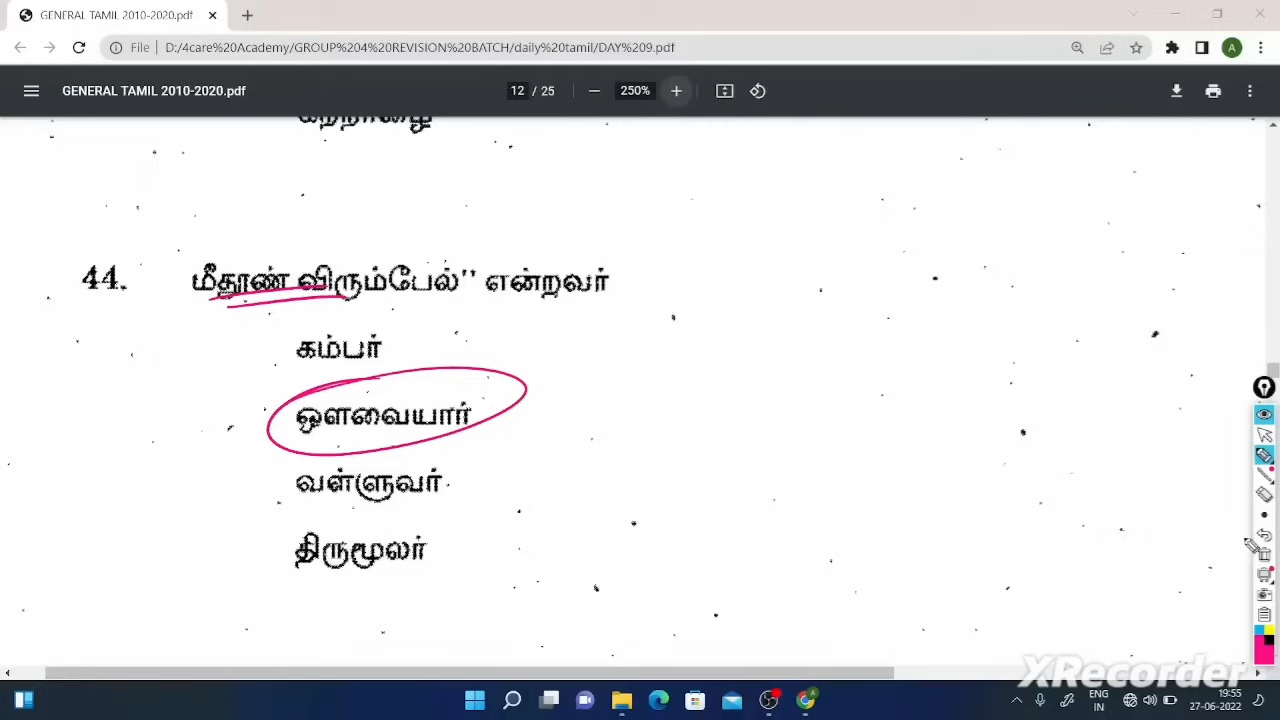 GENERAL TAMIL 2010-2020.pdf
File | D:/4care%20Academy/GROUP%204%20REVISION%20BATCH/daily%20tamil/DAY%209.pdf
A
GENERAL TAMIL 2010-2020.pdf
12 / 25
250%
44. மீதூண் விரும்பேல்" என்றவர்
கம்பர்
ஔவையார்
வள்ளுவர்
திருமூலர்
XRecorder
ENG
IN
19:55
27-06-2022